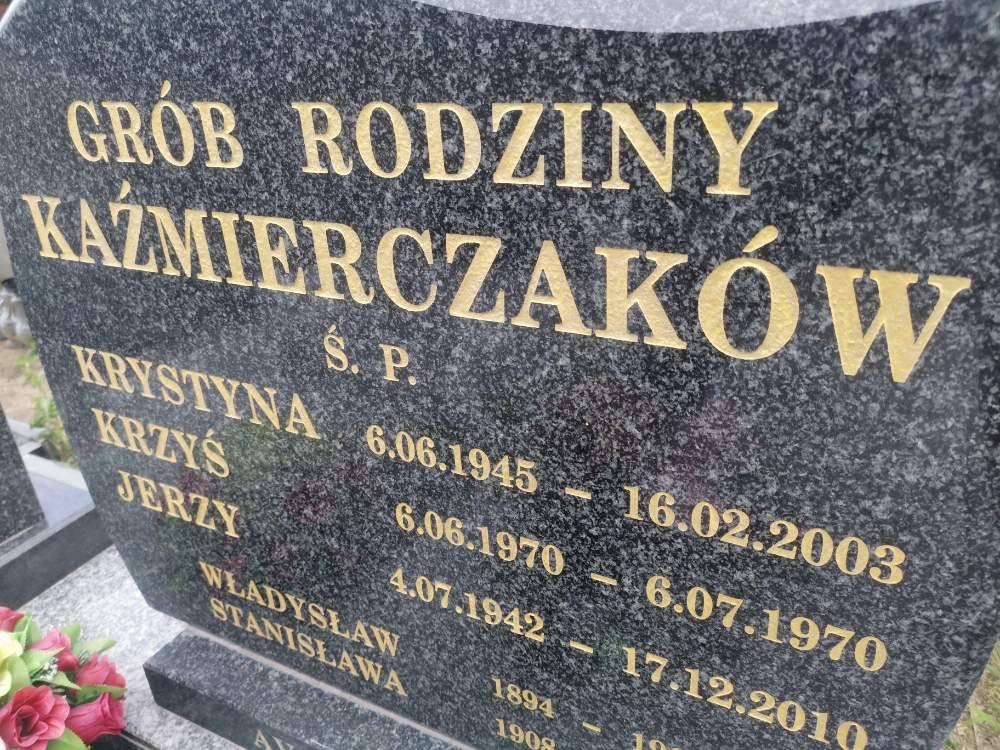 GRÓB RODZINY
KAŹMIERCZAKÓW
Ś. P.
KRYSTYNA 6.06.1945 – 16.02.2003
KRZYŚ 6.06.1970 – 6.07.1970
JERZY 4.07.1942 – 17.12.2010
WŁADYSŁAW 1894 –
STANISŁAWA 1908